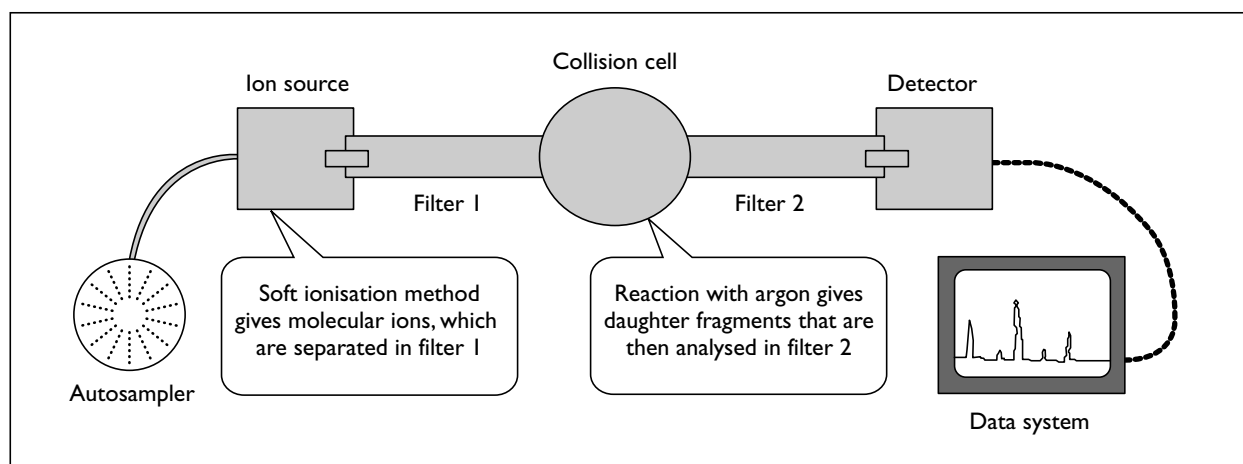 Collision cell
Ion source
Detector
Filter 1
Filter 2
Soft ionisation method
gives molecular ions, which
are separated in filter 1
Reaction with argon gives
daughter fragments that are
then analysed in filter 2
Autosampler
Data system